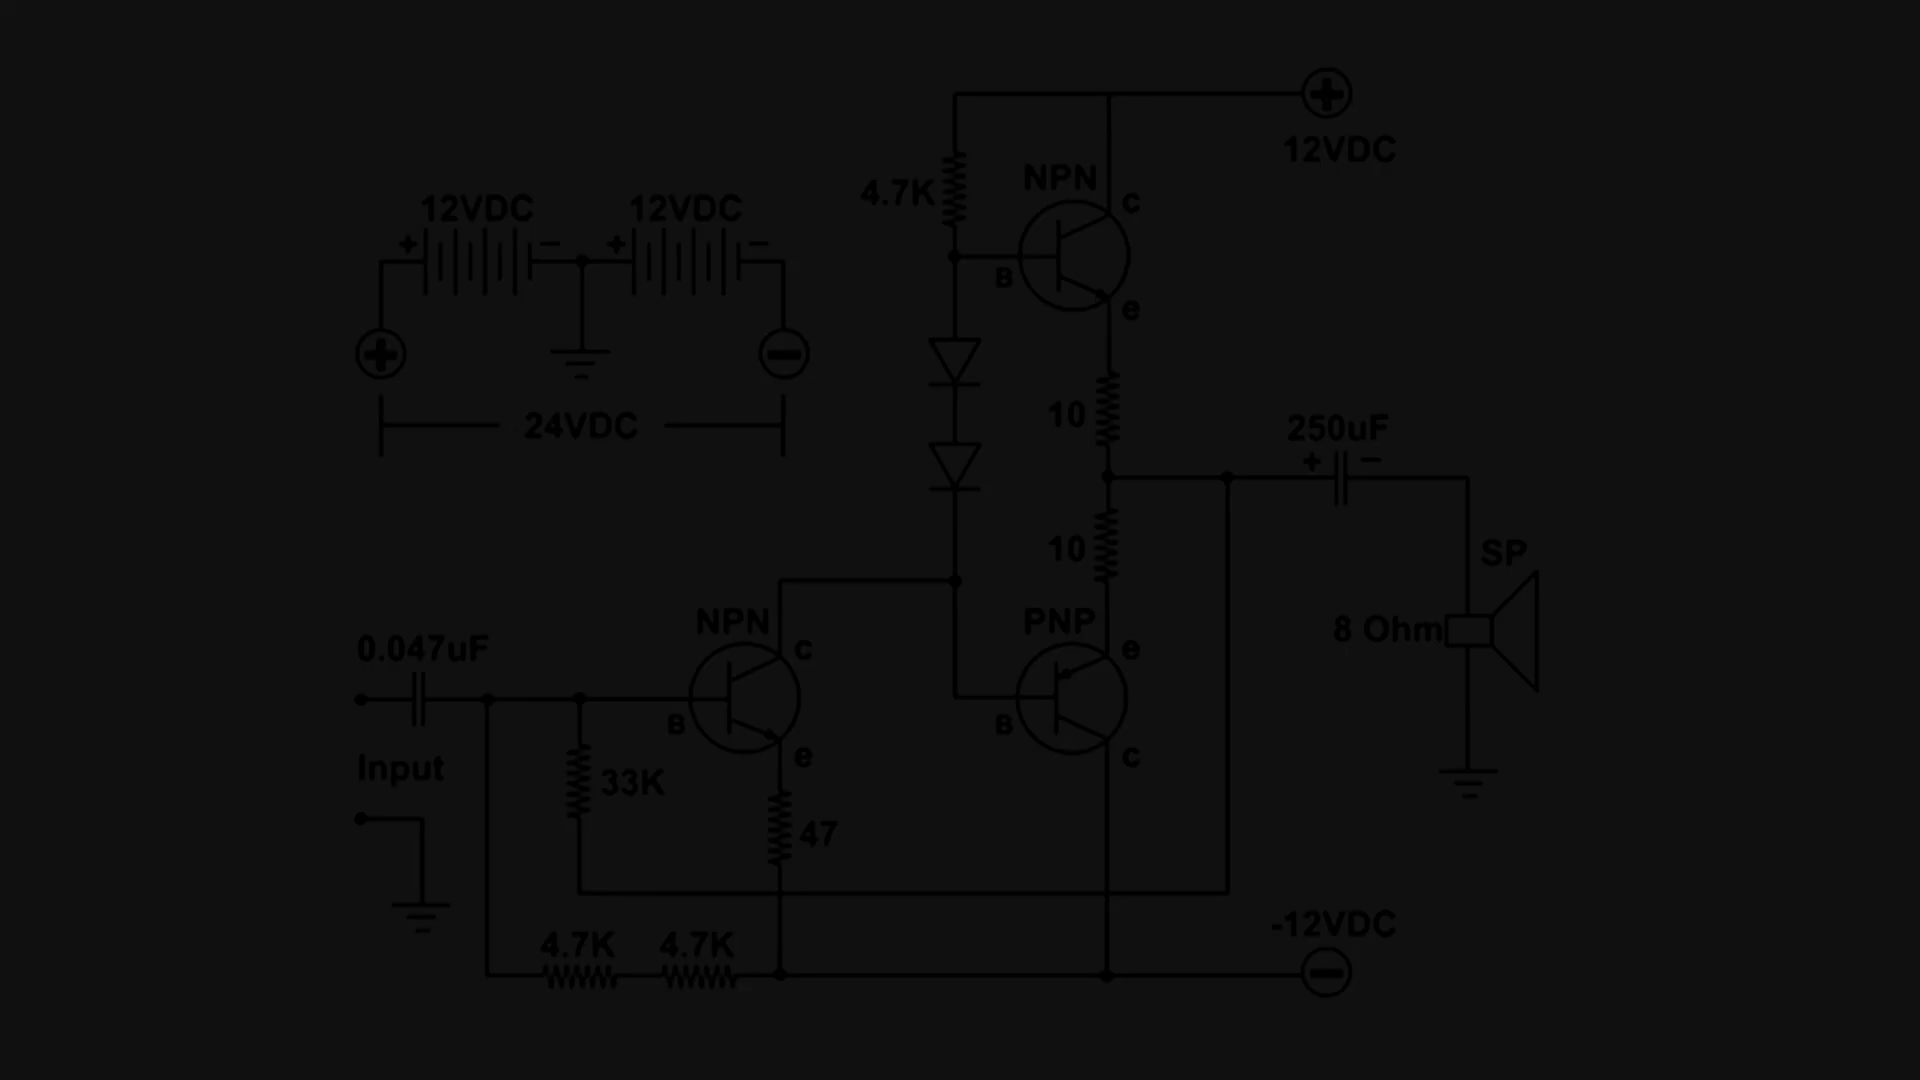 12VDC
NPN
4.7K
c
12VDC
12VDC
+
−
+
−
B
e
24VDC
10
250uF
+
−
10
SP
NPN
PNP
8 Ohm
0.047uF
c
e
B
B
Input
e
c
33K
47
-12VDC
4.7K
4.7K